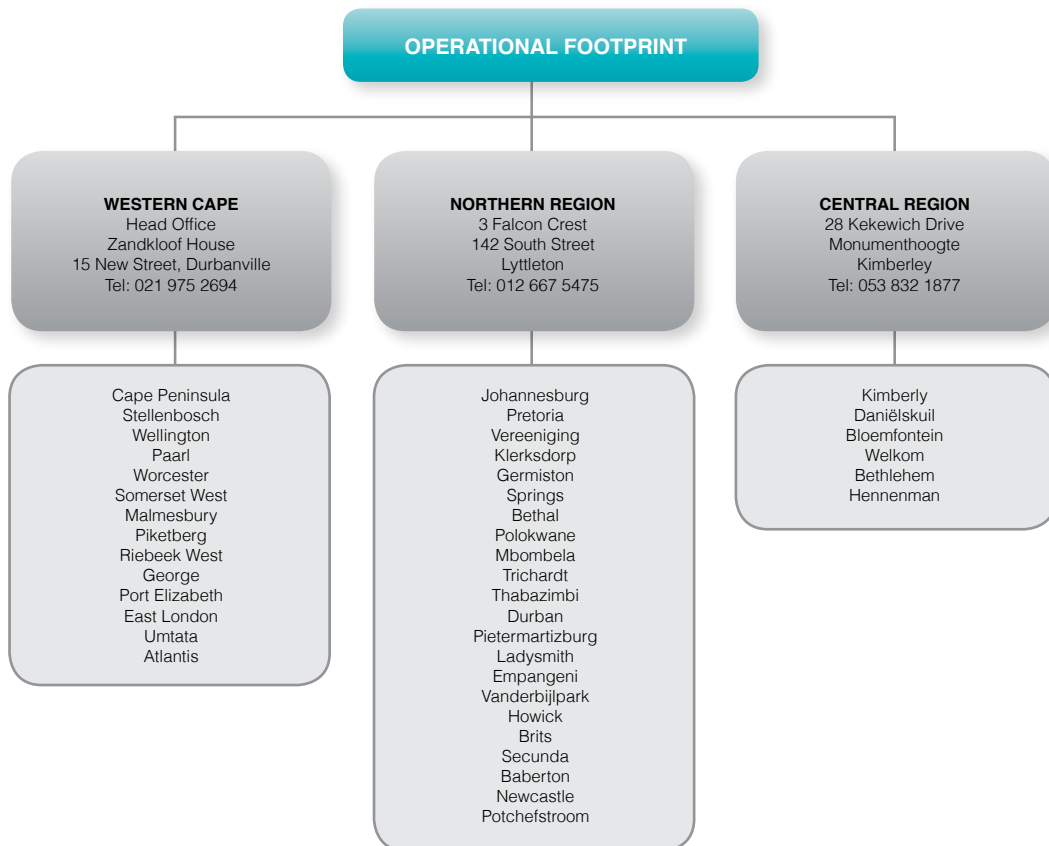 OPERATIONAL FOOTPRINT
WESTERN CAPE
Head Office
Zandkloof House
15 New Street, Durbanville
Tel: 021 975 2694
NORTHERN REGION
3 Falcon Crest
142 South Street
Lyttleton
Tel: 012 667 5475
CENTRAL REGION
28 Kekewich Drive
Monumenthoogte
Kimberley
Tel: 053 832 1877
Cape Peninsula
Stellenbosch
Wellington
Paarl
Worcester
Somerset West
Malmesbury
Piketberg
Riebeek West
George
Port Elizabeth
East London
Umtata
Atlantis
Johannesburg
Pretoria
Vereeniging
Klerksdorp
Germiston
Springs
Bethal
Polokwane
Mbombela
Trichardt
Thabazimbi
Durban
Pietermartizburg
Ladysmith
Empangeni
Vanderbijlpark
Howick
Brits
Secunda
Baberton
Newcastle
Potchefstroom
Kimberly
Daniëlskuil
Bloemfontein
Welkom
Bethlehem
Hennenman